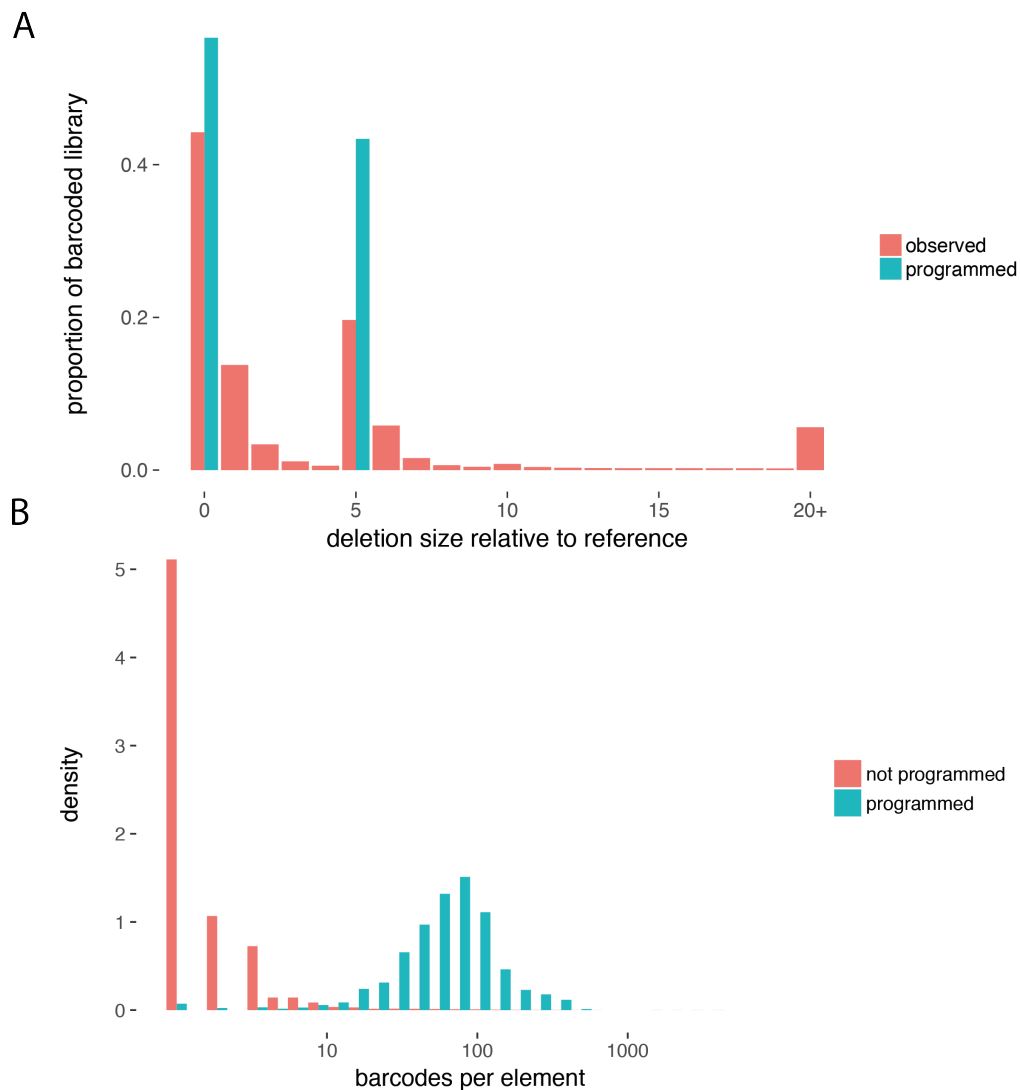 A
proportion of barcoded library
0.4
0.2
0.0
0 5 10 15 20+
deletion size relative to reference
observed
programmed
B
density
5
4
3
2
1
0
10 100 1000
barcodes per element
not programmed
programmed